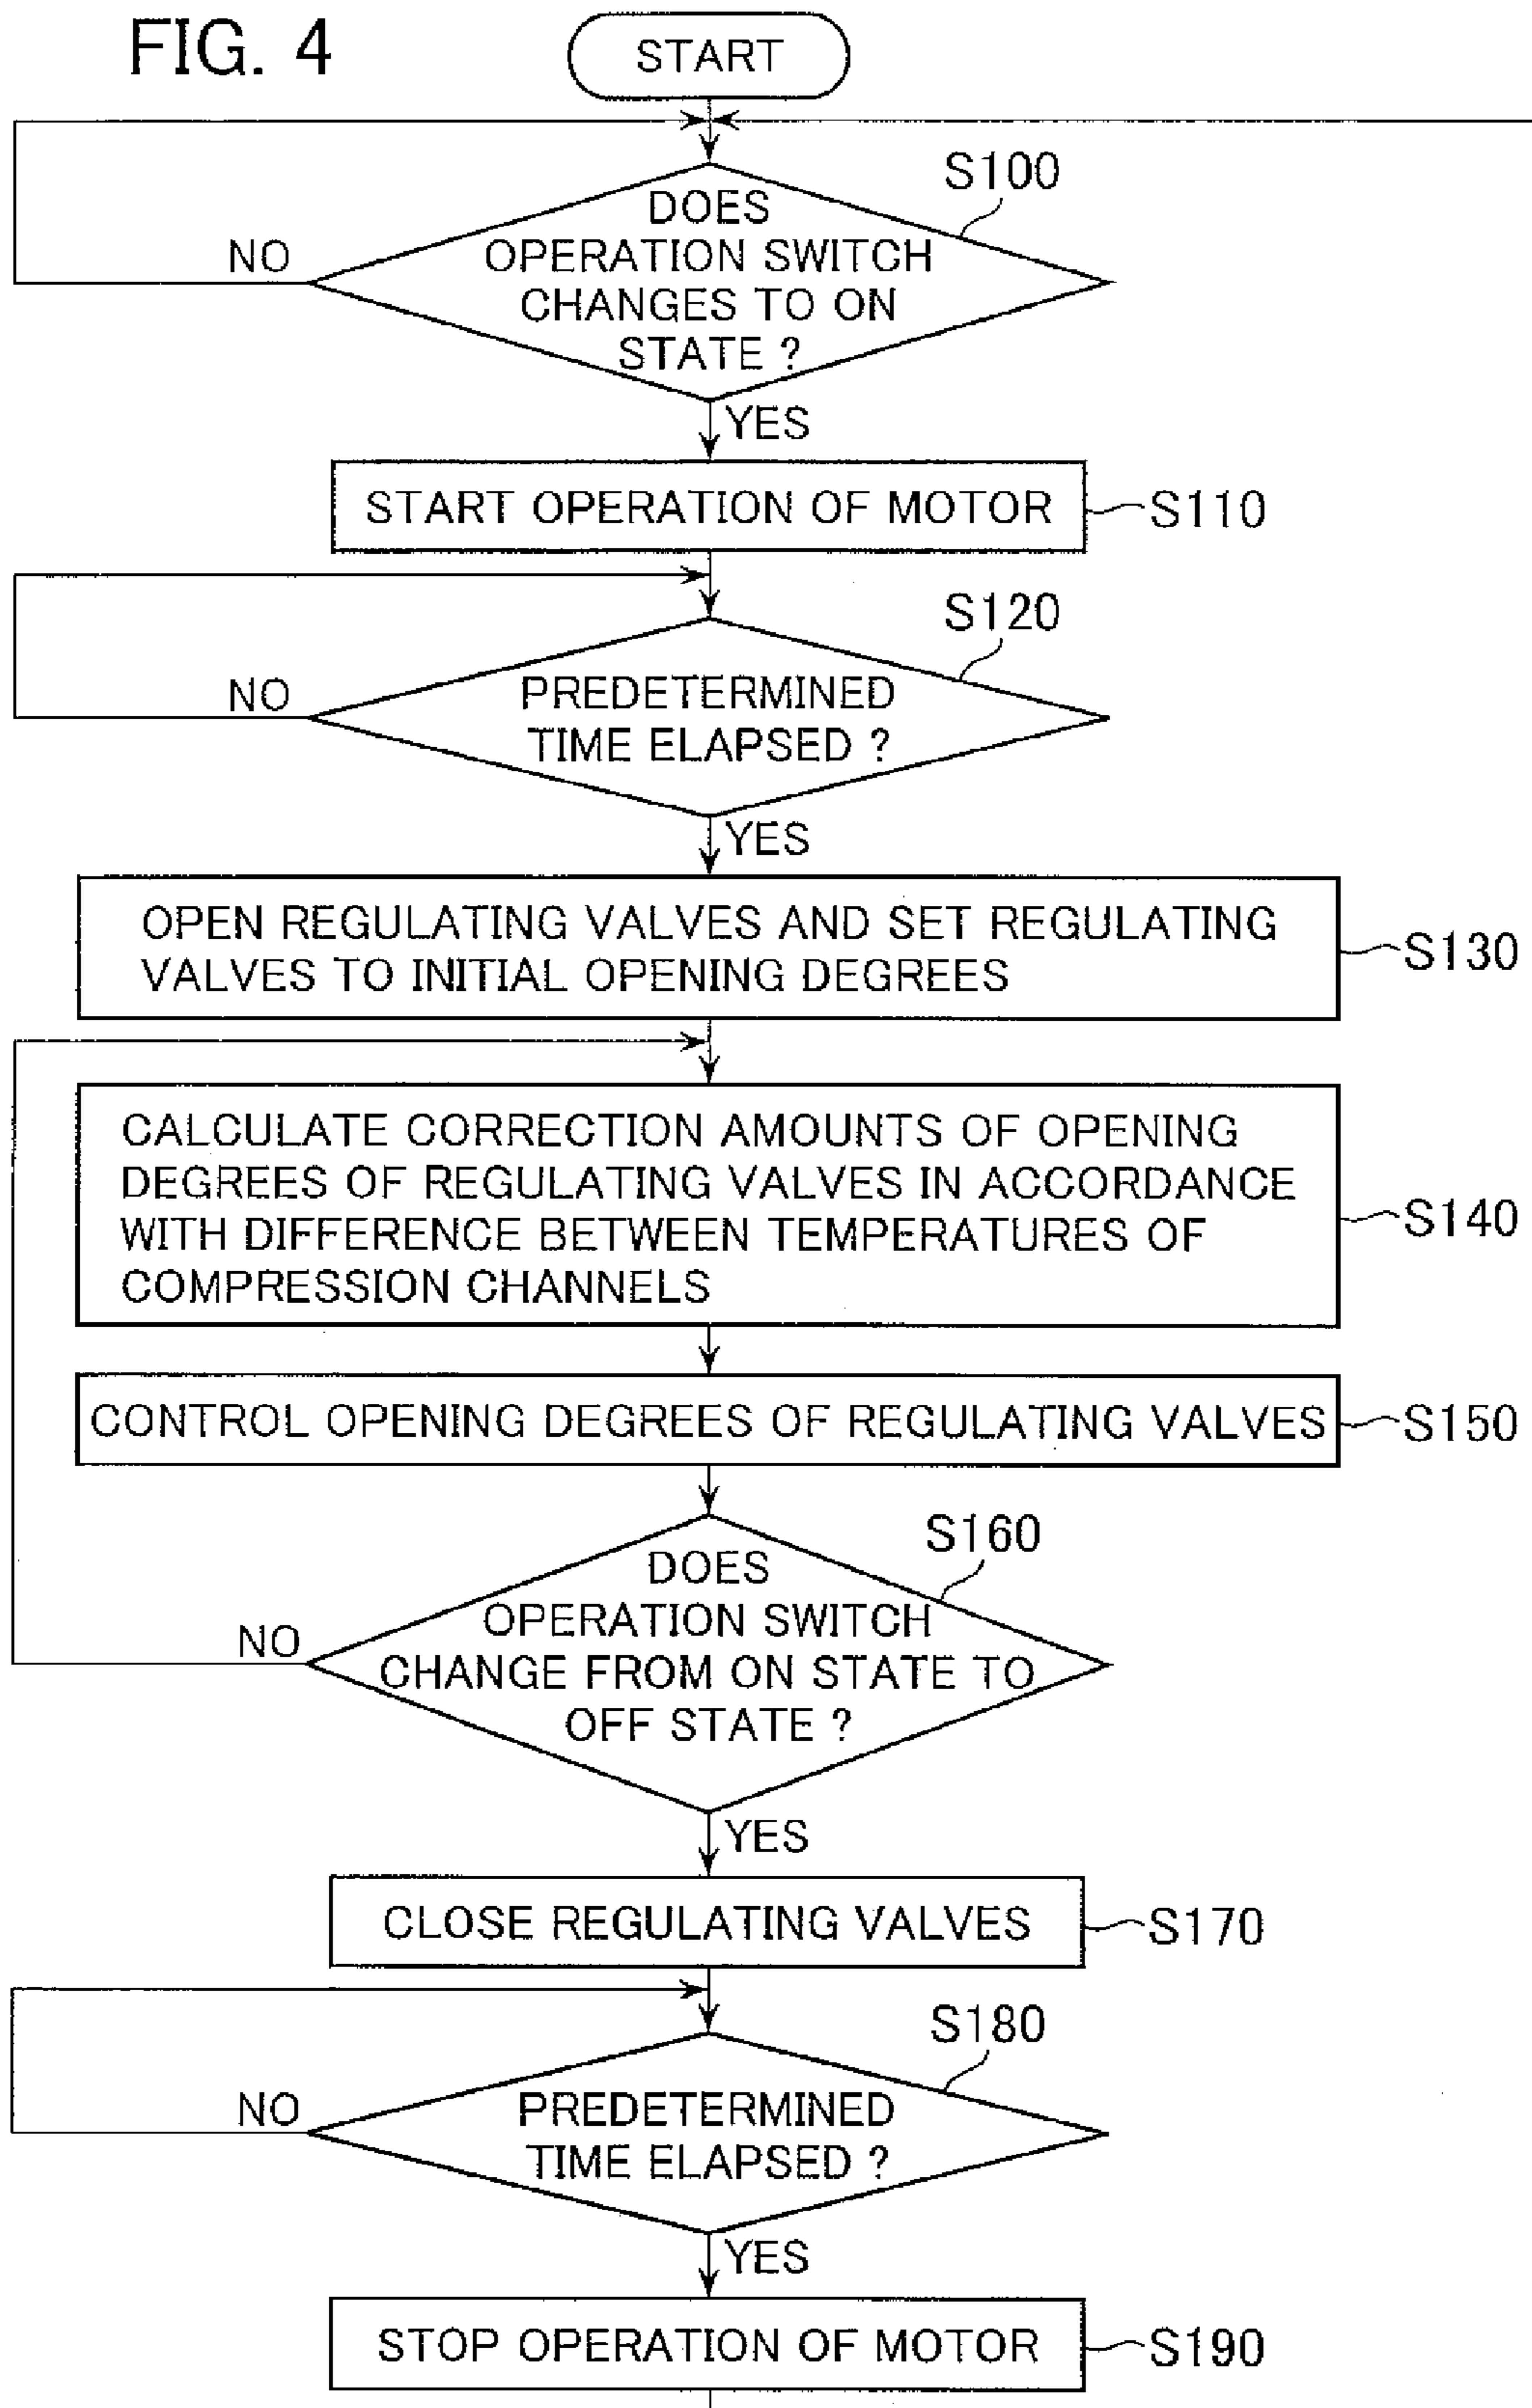 FIG. 4
START
S100
DOES
OPERATION SWITCH
CHANGES TO ON
STATE ?
NO
YES
START OPERATION OF MOTOR
S110
S120
PREDETERMINED
TIME ELAPSED ?
NO
YES
OPEN REGULATING VALVES AND SET REGULATING
VALVES TO INITIAL OPENING DEGREES
S130
CALCULATE CORRECTION AMOUNTS OF OPENING
DEGREES OF REGULATING VALVES IN ACCORDANCE
WITH DIFFERENCE BETWEEN TEMPERATURES OF
COMPRESSION CHANNELS
S140
CONTROL OPENING DEGREES OF REGULATING VALVES
S150
S160
DOES
OPERATION SWITCH
CHANGE FROM ON STATE TO
OFF STATE ?
NO
YES
CLOSE REGULATING VALVES
S170
S180
PREDETERMINED
TIME ELAPSED ?
NO
YES
STOP OPERATION OF MOTOR
S190